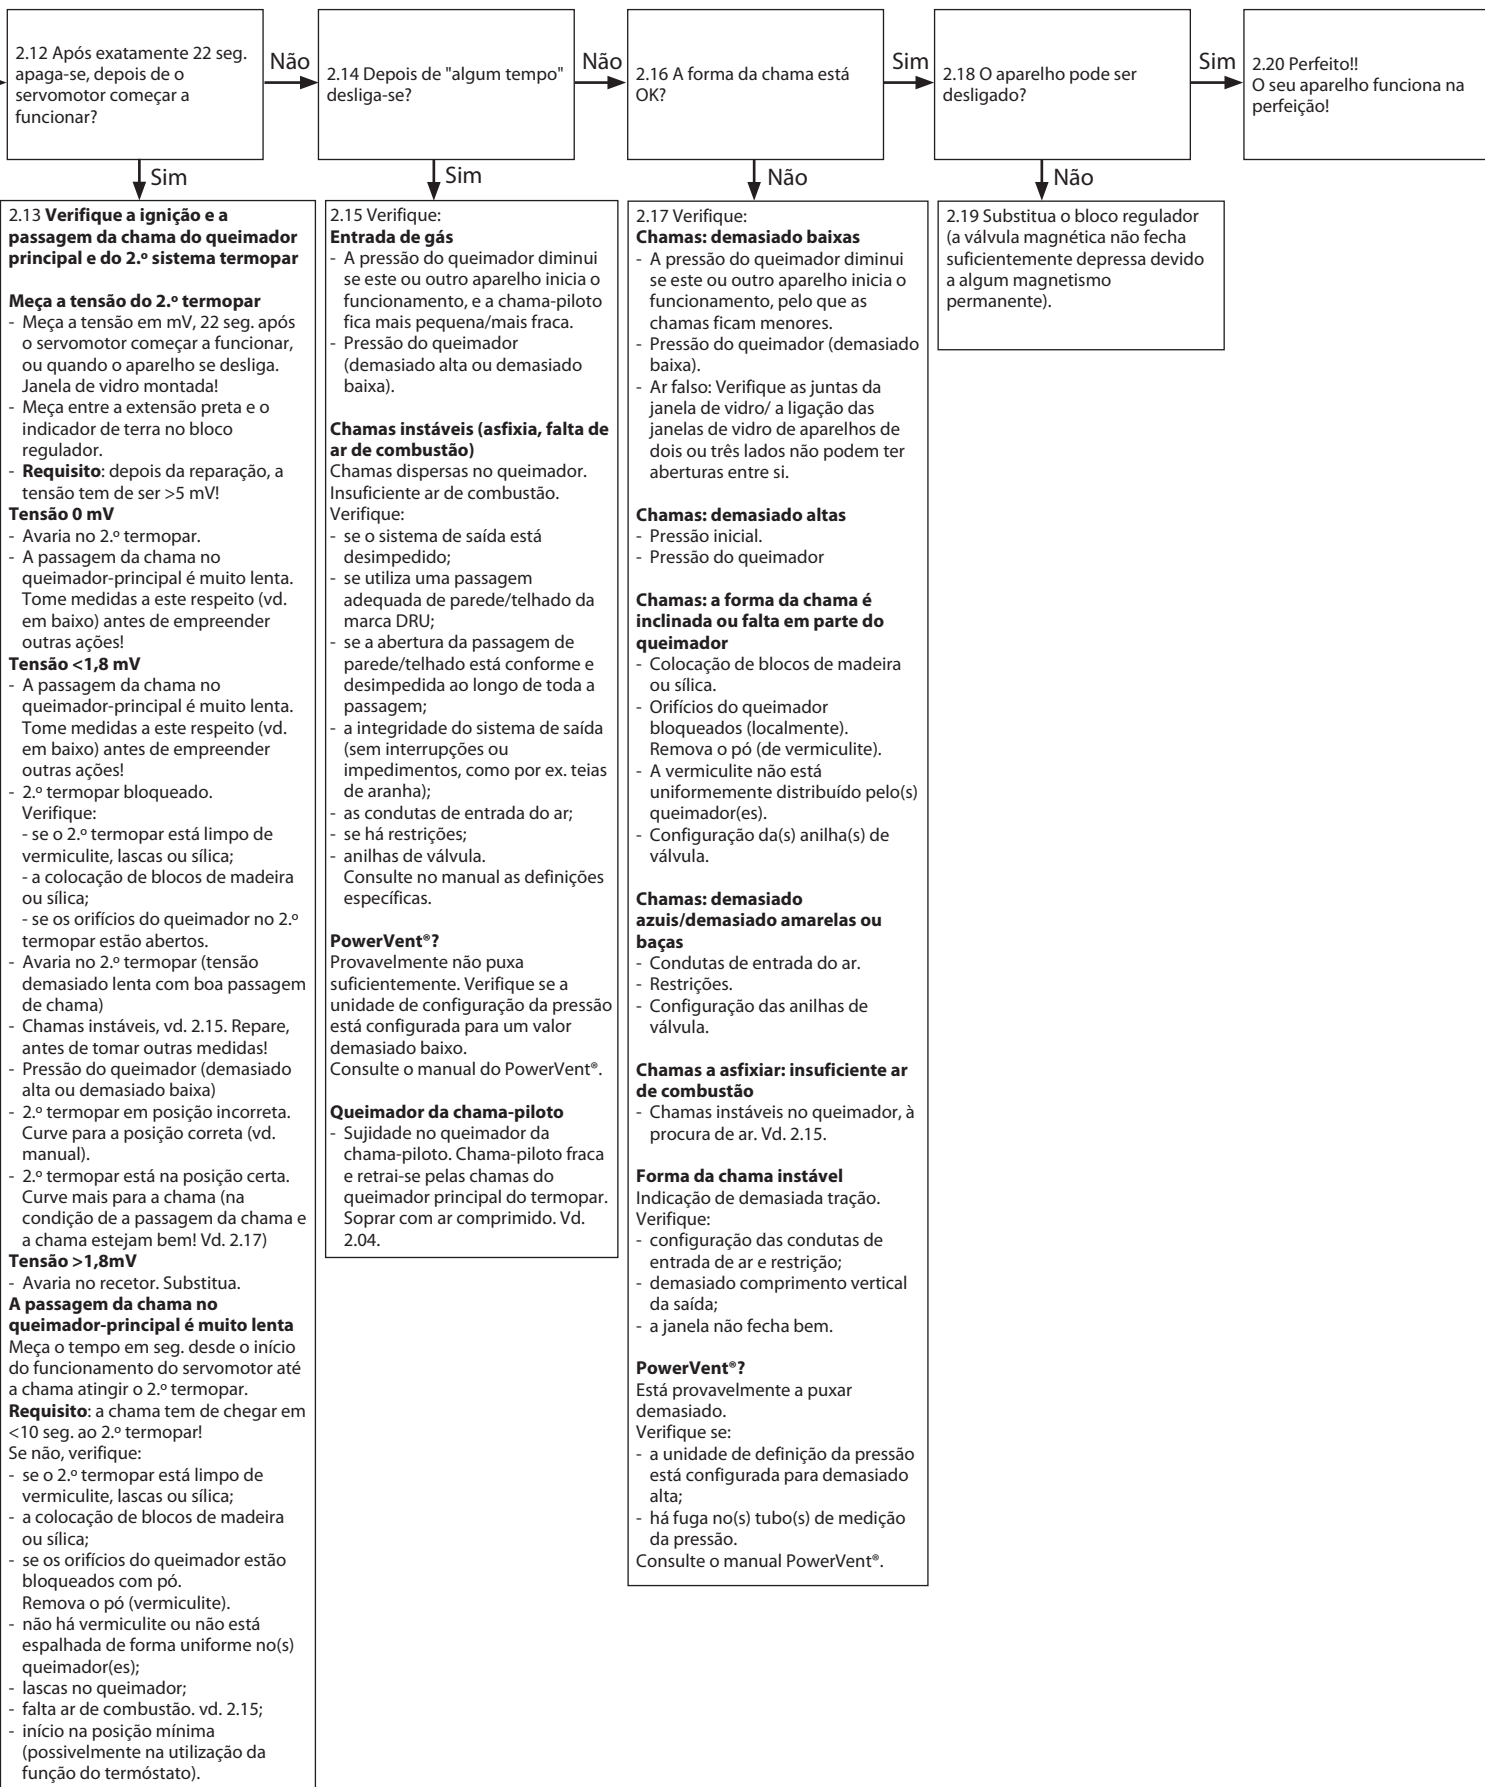 2.12 Após exatamente 22 seg.
apaga-se, depois de o
servomotor começar a
funcionar?
Não
2.14 Depois de "algum tempo"
desliga-se?
Não
2.16 A forma da chama está
OK?
Sim
2.18 O aparelho pode ser
desligado?
Sim
2.20 Perfeito!!
O seu aparelho funciona na
perfeição!
Sim
Sim
Não
Não
2.13 Verifique a ignição e a
passagem da chama do queimador
principal e do 2.º sistema termopar
Meça a tensão do 2.º termopar
- Meça a tensão em mV, 22 seg. após
o servomotor começar a funcionar,
ou quando o aparelho se desliga.
Janela de vidro montada!
- Meça entre a extensão preta e o
indicador de terra no bloco
regulador.
- Requisito: depois da reparação, a
tensão tem de ser >5 mV!
Tensão 0 mV
- Avaria no 2.º termopar.
- A passagem da chama no
queimador-principal é muito lenta.
Tome medidas a este respeito (vd.
em baixo) antes de empreender
outras ações!
Tensão <1,8 mV
- A passagem da chama no
queimador-principal é muito lenta.
Tome medidas a este respeito (vd.
em baixo) antes de empreender
outras ações!
- 2.º termopar bloqueado.
Verifique:
- se o 2.º termopar está limpo de
vermiculite, lascas ou sílica;
- a colocação de blocos de madeira
ou sílica;
- se os orifícios do queimador no 2.º
termopar estão abertos.
- Avaria no 2.º termopar (tensão
demasiado lenta com boa passagem
de chama)
- Chamas instáveis, vd. 2.15. Repare,
antes de tomar outras medidas!
- Pressão do queimador (demasiado
alta ou demasiado baixa)
- 2.º termopar em posição incorreta.
Curve para a posição correta (vd.
manual).
- 2.º termopar está na posição certa.
Curve mais para a chama (na
condição de a passagem da chama e
a chama estejam bem! Vd. 2.17)
Tensão >1,8mV
- Avaria no recetor. Substitua.
A passagem da chama no
queimador-principal é muito lenta
Meça o tempo em seg. desde o início
do funcionamento do servomotor até
a chama atingir o 2.º termopar.
Requisito: a chama tem de chegar em
<10 seg. ao 2.º termopar!
Se não, verifique:
- se o 2.º termopar está limpo de
vermiculite, lascas ou sílica;
- a colocação de blocos de madeira
ou sílica;
- se os orifícios do queimador estão
bloqueados com pó.
Remova o pó (vermiculite).
- não há vermiculite ou não está
espalhada de forma uniforme no(s)
queimador(es);
- lascas no queimador;
- falta ar de combustão. vd. 2.15;
- início na posição mínima
(possivelmente na utilização da
função do termóstato).
2.15 Verifique:
Entrada de gás
- A pressão do queimador diminui
se este ou outro aparelho inicia o
funcionamento, e a chama-piloto
fica mais pequena/mais fraca.
- Pressão do queimador
(demasiado alta ou demasiado
baixa).
Chamas instáveis (asfixia, falta de
ar de combustão)
Chamas dispersas no queimador.
Insuficiente ar de combustão.
Verifique:
- se o sistema de saída está
desimpedido;
- se utiliza uma passagem
adequada de parede/telhado da
marca DRU;
- se a abertura da passagem de
parede/telhado está conforme e
desimpedida ao longo de toda a
passagem;
- a integridade do sistema de saída
(sem interrupções ou
impedimentos, como por ex. teias
de aranha);
- as condutas de entrada do ar;
- se há restrições;
- anilhas de válvula.
Consulte no manual as definições
específicas.
PowerVent®?
Provavelmente não puxa
suficientemente. Verifique se a
unidade de configuração da pressão
está configurada para um valor
demasiado baixo.
Consulte o manual do PowerVent®.
Queimador da chama-piloto
- Sujidade no queimador da
chama-piloto. Chama-piloto fraca
e retrai-se pelas chamas do
queimador principal do termopar.
Soprar com ar comprimido. Vd.
2.04.
2.17 Verifique:
Chamas: demasiado baixas
- A pressão do queimador diminui
se este ou outro aparelho inicia o
funcionamento, pelo que as
chamas ficam menores.
- Pressão do queimador (demasiado
baixa).
- Ar falso: Verifique as juntas da
janela de vidro/ a ligação das
janelas de vidro de aparelhos de
dois ou três lados não podem ter
aberturas entre si.
Chamas: demasiado altas
- Pressão inicial.
- Pressão do queimador
Chamas: a forma da chama é
inclinada ou falta em parte do
queimador
- Colocação de blocos de madeira
ou sílica.
- Orifícios do queimador
bloqueados (localmente).
Remova o pó (de vermiculite).
- A vermiculite não está
uniformemente distribuído pelo(s)
queimador(es).
- Configuração da(s) anilha(s) de
válvula.
Chamas: demasiado
azuis/demasiado amarelas ou
baças
- Condutas de entrada do ar.
- Restrições.
- Configuração das anilhas de
válvula.
Chamas a asfixiar: insuficiente ar
de combustão
- Chamas instáveis no queimador, à
procura de ar. Vd. 2.15.
Forma da chama instável
Indicação de demasiada tração.
Verifique:
- configuração das condutas de
entrada de ar e restrição;
- demasiado comprimento vertical
da saída;
- a janela não fecha bem.
PowerVent®?
Está provavelmente a puxar
demasiado.
Verifique se:
- a unidade de definição da pressão
está configurada para demasiado
alta;
- há fuga no(s) tubo(s) de medição
da pressão.
Consulte o manual PowerVent®.
2.19 Substitua o bloco regulador
(a válvula magnética não fecha
suficientemente depressa devido
a algum magnetismo
permanente).